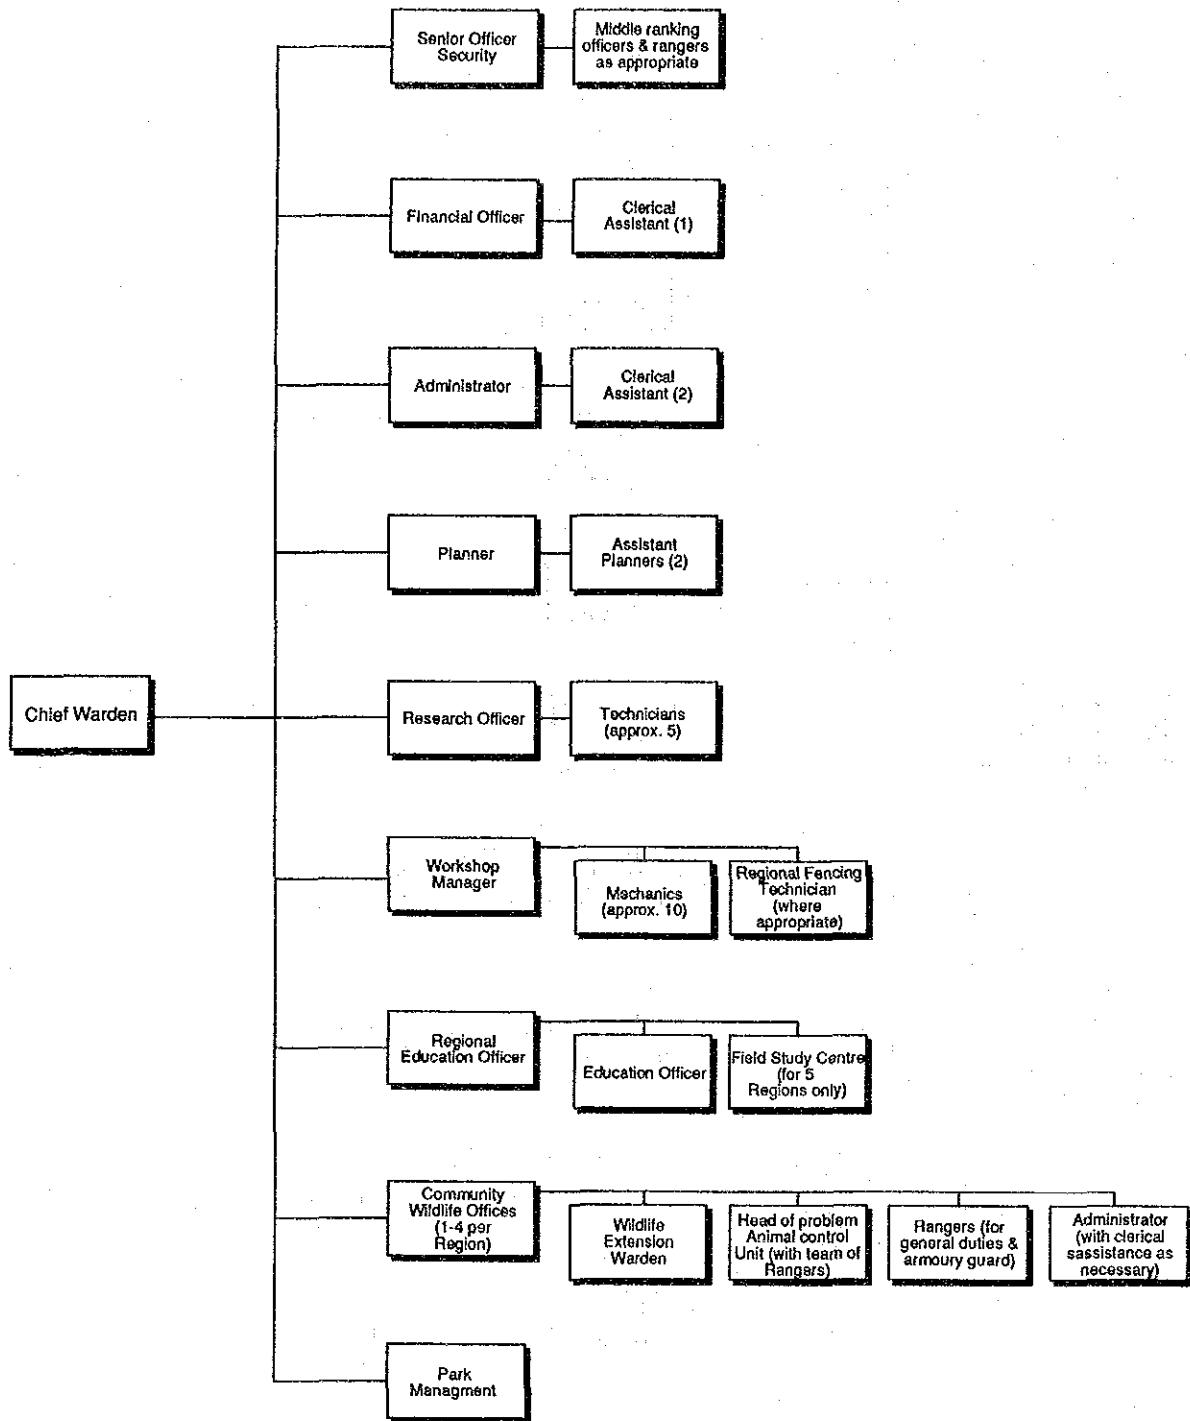 Senior Officer
Security
Middle ranking
officers & rangers
as appropriate
Financial Officer
Clerical
Assistant (1)
Administrator
Clerical
Assistant (2)
Planner
Assistant
Planners (2)
Chief Warden
Research Officer
Technicians
(approx. 5)
Workshop
Manager
Mechanics
(approx. 10)
Regional Fencing
Technician
(where
appropriate)
Regional
Education Officer
Education Officer
Field Study Centre
(for 5
Regions only)
Community
Wildlife Offices
(1-4 per
Region)
Wildlife
Extension
Warden
Head of problem
Animal control
Unit (with team of
Rangers)
Rangers (for
general duties &
armoury guard)
Administrator
(with clerical
sassistance as
necessary)
Park
Managment